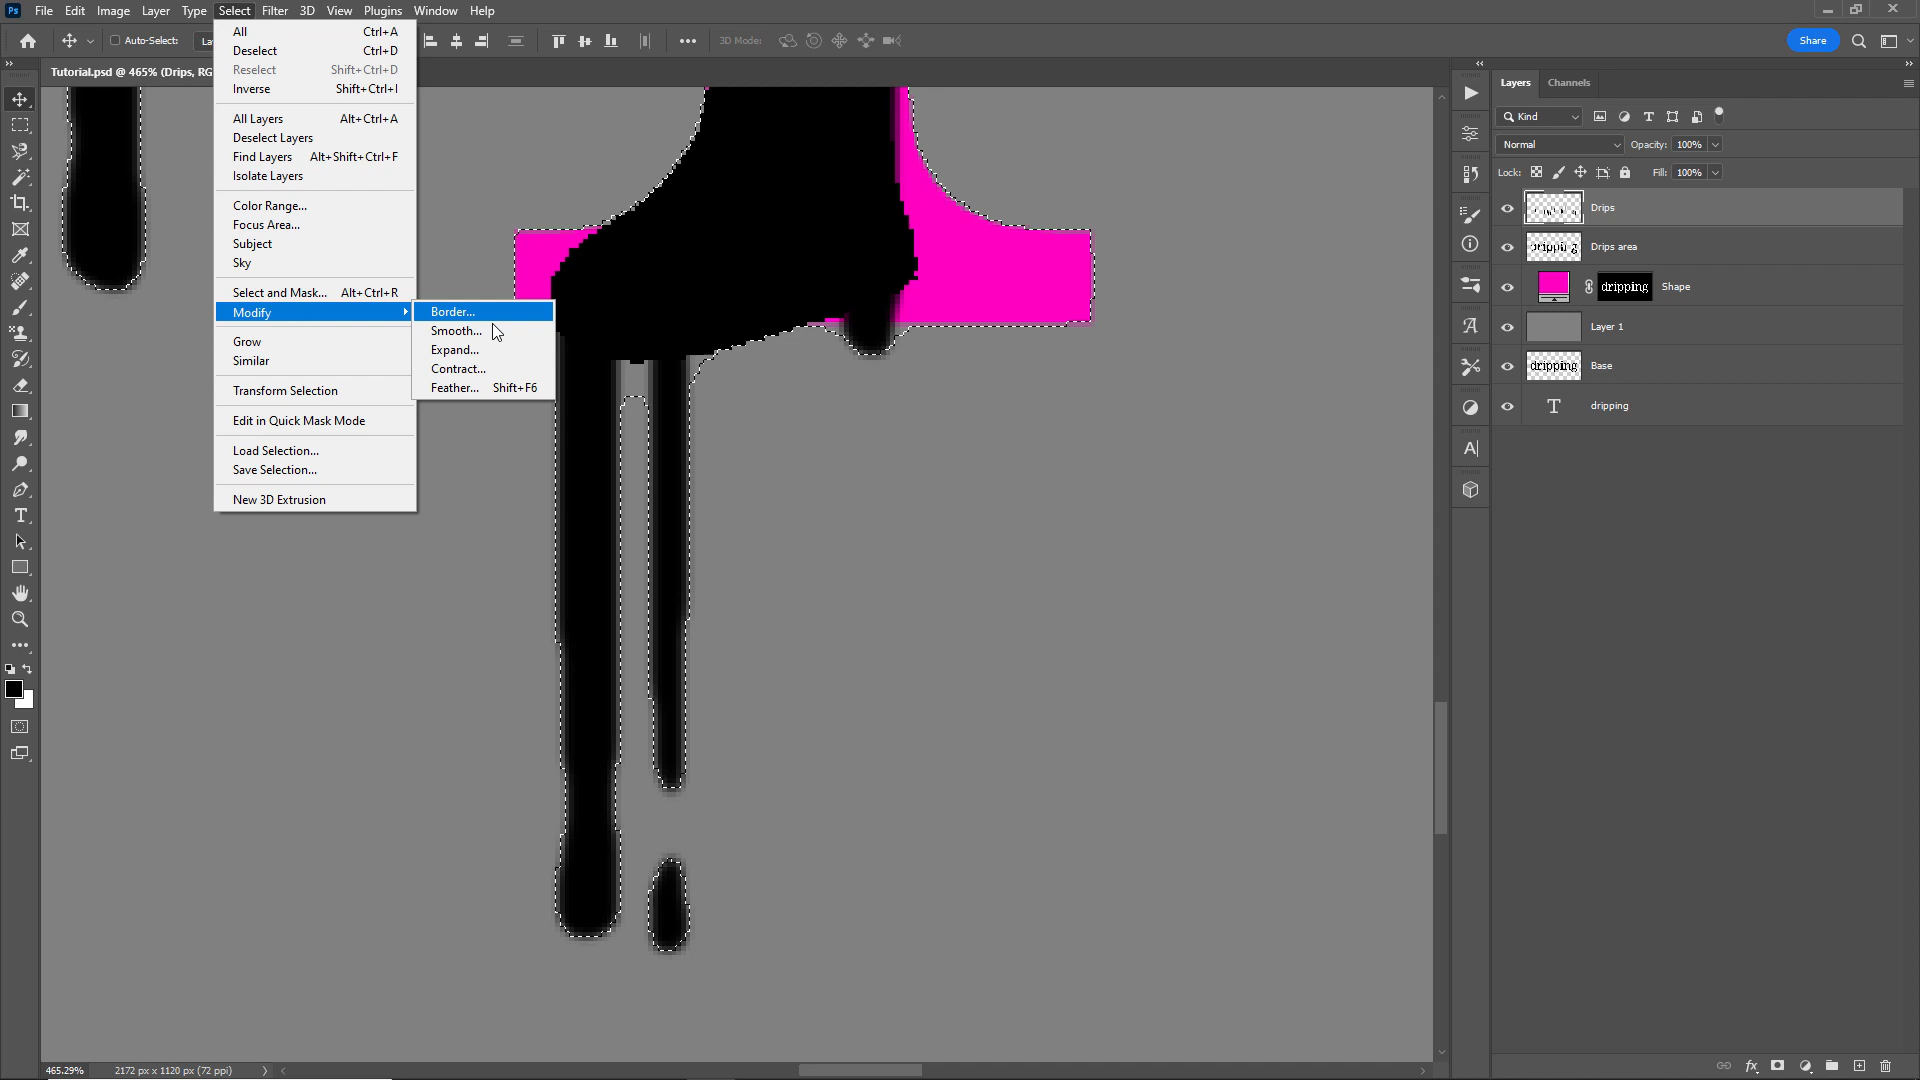 Ps File Edit Image Layer Type Select Filter 3D View Plugins Window Help
Auto-Select: La
3D Mode:
Share
Tutorial.psd @ 465% (Drips, RG
All Ctrl+A
Deselect Ctrl+D
Reselect Shift+Ctrl+D
Inverse Shift+Ctrl+I
All Layers Alt+Ctrl+A
Deselect Layers
Find Layers Alt+Shift+Ctrl+F
Isolate Layers
Color Range...
Focus Area...
Subject
Sky
Select and Mask... Alt+Ctrl+R
Modify
Grow
Similar
Transform Selection
Edit in Quick Mask Mode
Load Selection...
Save Selection...
New 3D Extrusion
Border...
Smooth...
Expand...
Contract...
Feather... Shift+F6
Layers Channels
Kind
Normal Opacity: 100%
Lock: Fill: 100%
Drips
dripping Drips area
dripping Shape
Layer 1
dripping Base
T dripping
465.29% 2172 px x 1120 px (72 ppi)